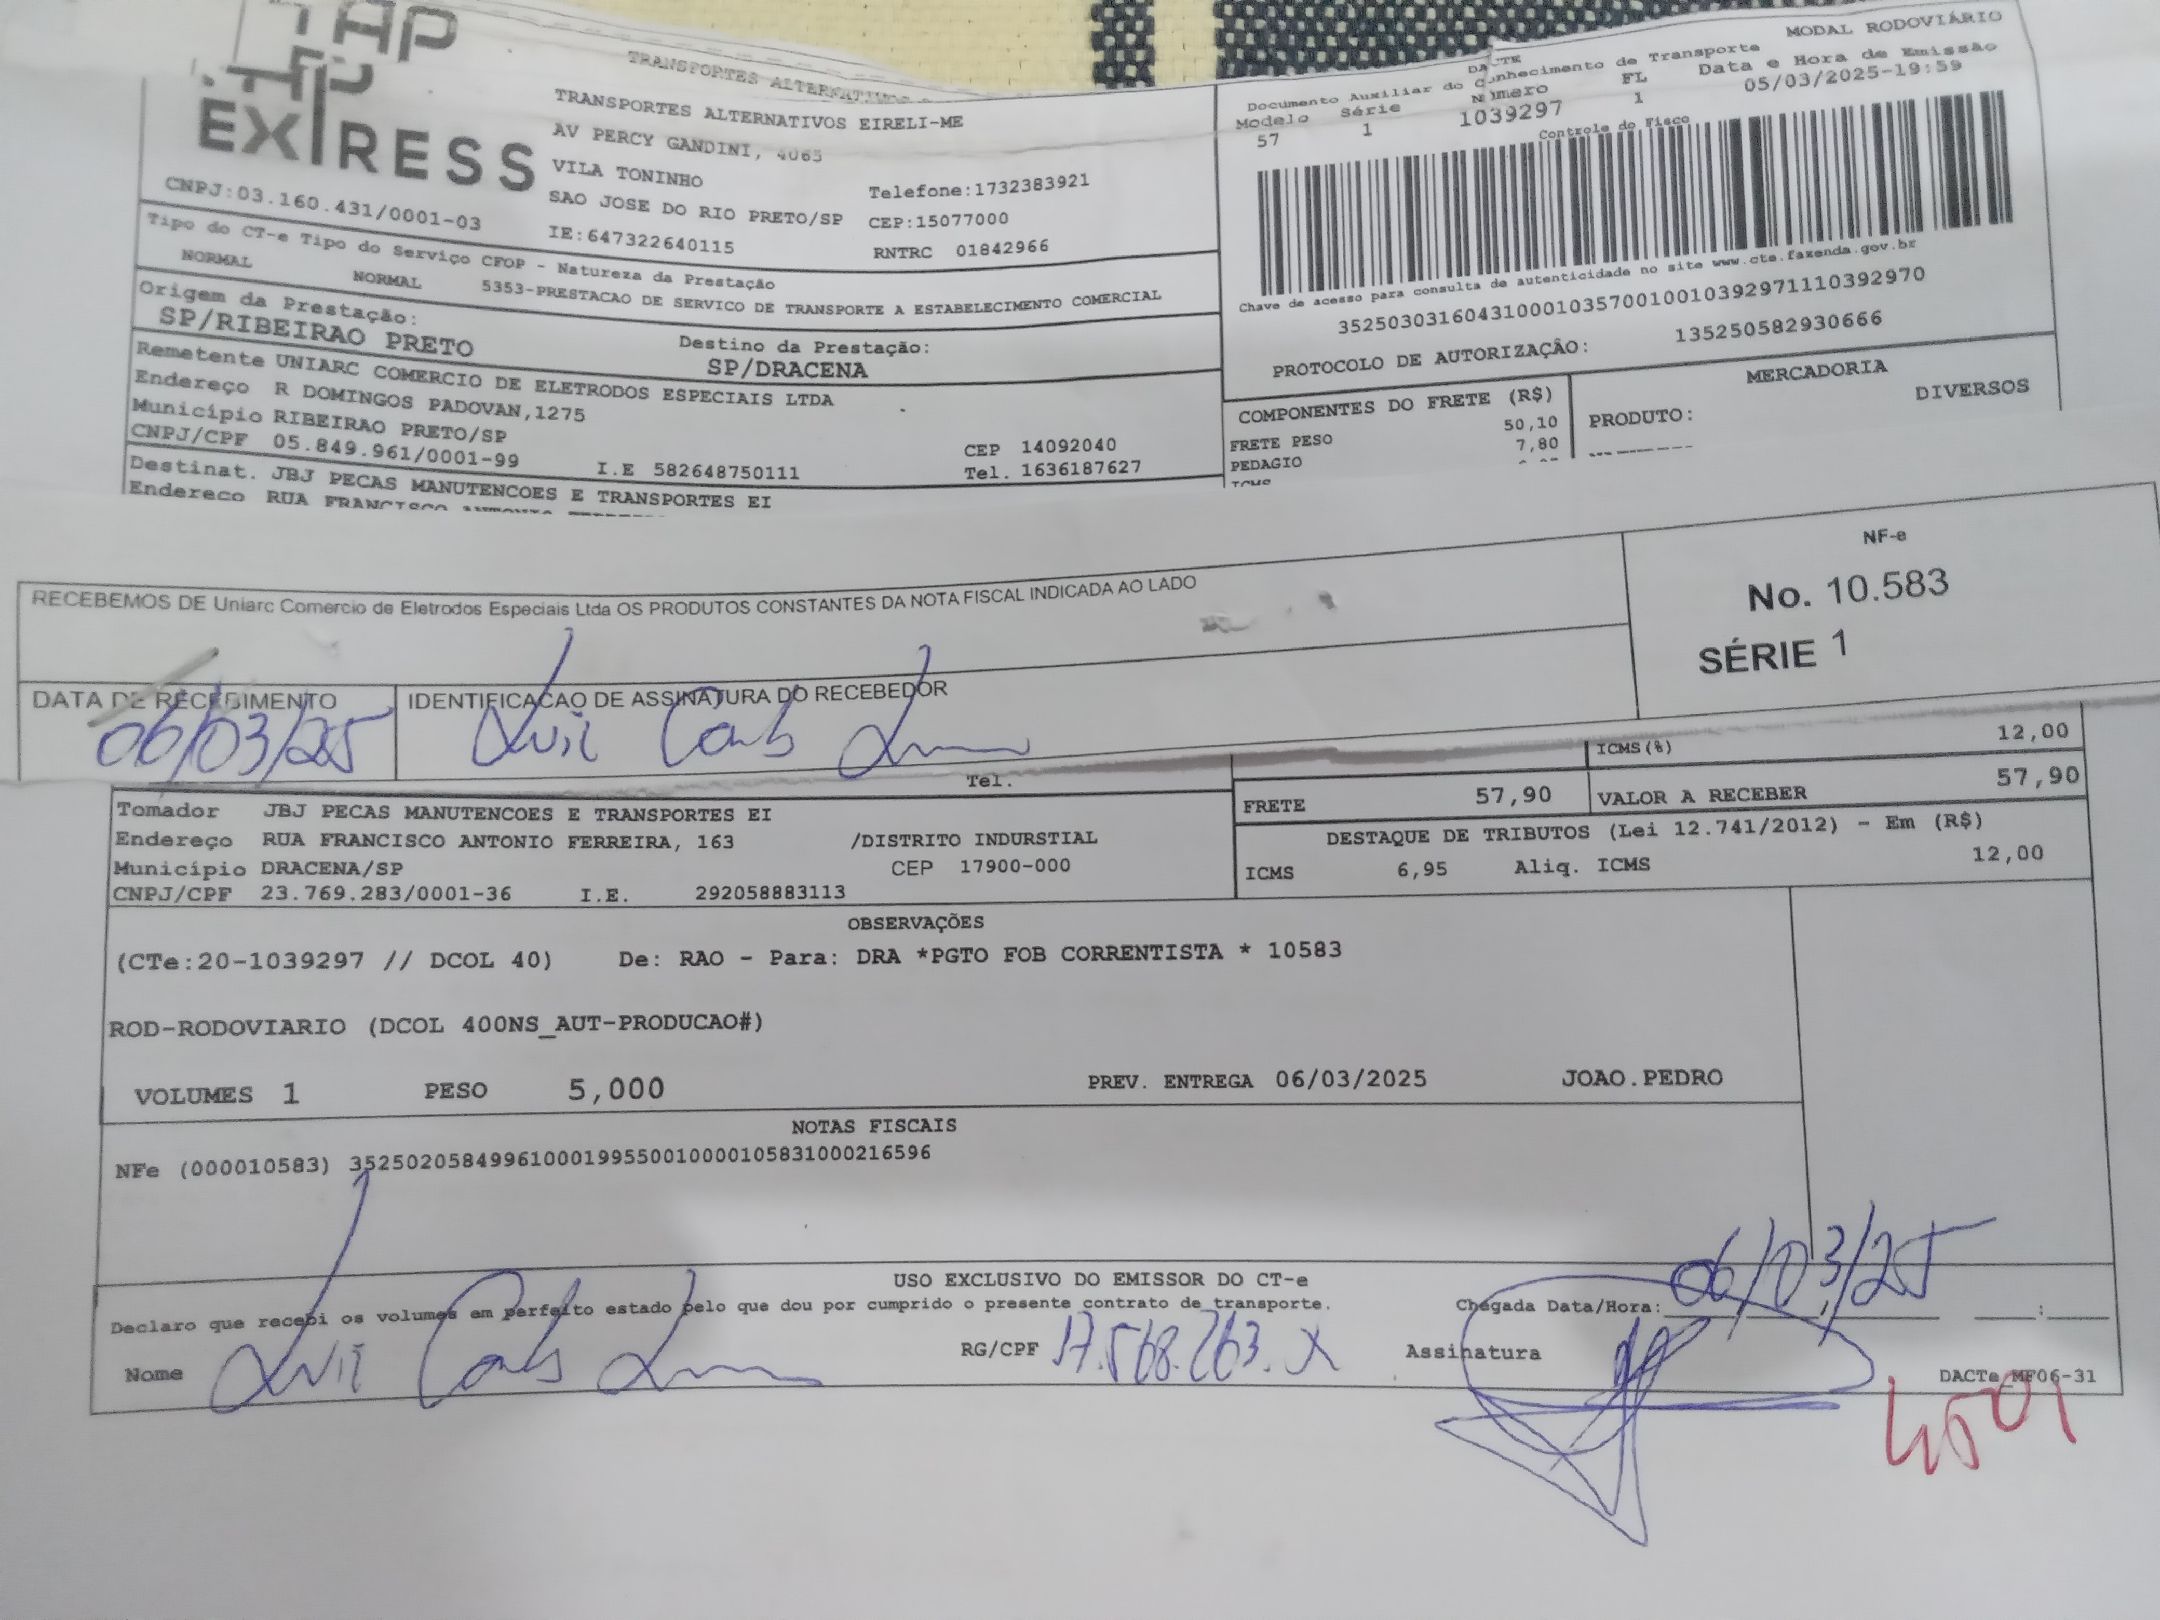 TAP
EXPRESS
TRANSPORTES ALTERNATIVOS
TRANSPORTES ALTERNATIVOS EIRELI-ME
AV PERCY GANDINI, 4065
VILA TONINHO
SAO JOSE DO RIO PRETO/SP
IE:647322640115
Telefone:1732383921
CEP:15077000
RNTRC 01842966
CNPJ:03.160.431/0001-03
MODAL RODOVIÁRIO
DACTE
Documento Auxiliar do Conhecimento de Transporte
Modelo Série Número FL Data e Hora de Emissão
57 1 1039297 1 05/03/2025-19:59
Controle do Fisco
Chave de acesso para consulta de autenticidade no site www.cte.fazenda.gov.br
35250303160431000103570010010392971110392970
PROTOCOLO DE AUTORIZAÇÃO: 135250582930666
Tipo do CT-e Tipo do Serviço CFOP - Natureza da Prestação
NORMAL NORMAL 5353-PRESTACAO DE SERVICO DE TRANSPORTE A ESTABELECIMENTO COMERCIAL
Origem da Prestação:
SP/RIBEIRAO PRETO
Destino da Prestação:
SP/DRACENA
Remetente UNIARC COMERCIO DE ELETRODOS ESPECIAIS LTDA
Endereço R DOMINGOS PADOVAN,1275
Município RIBEIRAO PRETO/SP CEP 14092040
CNPJ/CPF 05.849.961/0001-99 I.E 582648750111 Tel. 1636187627
Destinat. JBJ PECAS MANUTENCOES E TRANSPORTES EI
Endereco RUA FRANCISCO ANTONIO
COMPONENTES DO FRETE (R$)
FRETE PESO 50,10
PEDAGIO 7,80
ICMS
MERCADORIA
PRODUTO: DIVERSOS
RECEBEMOS DE Uniarc Comercio de Eletrodos Especiais Ltda OS PRODUTOS CONSTANTES DA NOTA FISCAL INDICADA AO LADO
NF-e
No. 10.583
SÉRIE 1
DATA DE RECEBIMENTO
06/03/25
IDENTIFICACAO DE ASSINATURA DO RECEBEDOR
Luiz Carlos
Tel.
ICMS(%) 12,00
FRETE 57,90 VALOR A RECEBER 57,90
DESTAQUE DE TRIBUTOS (Lei 12.741/2012) - Em (R$)
ICMS 6,95 Aliq. ICMS 12,00
Tomador JBJ PECAS MANUTENCOES E TRANSPORTES EI
Endereço RUA FRANCISCO ANTONIO FERREIRA, 163 /DISTRITO INDURSTIAL
Município DRACENA/SP CEP 17900-000
CNPJ/CPF 23.769.283/0001-36 I.E. 292058883113
OBSERVAÇÕES
(CTe:20-1039297 // DCOL 40) De: RAO - Para: DRA *PGTO FOB CORRENTISTA * 10583
ROD-RODOVIARIO (DCOL 400NS_AUT-PRODUCAO#)
VOLUMES 1 PESO 5,000 PREV. ENTREGA 06/03/2025 JOAO.PEDRO
NOTAS FISCAIS
NFe (000010583) 35250205849961000199550010000105831000216596
USO EXCLUSIVO DO EMISSOR DO CT-e
Declaro que recebi os volumes em perfeito estado pelo que dou por cumprido o presente contrato de transporte.
Chegada Data/Hora: 06/03/25 :
Nome Luiz Carlos
RG/CPF 17.568.263.X
Assinatura
DACTe_MF06-31